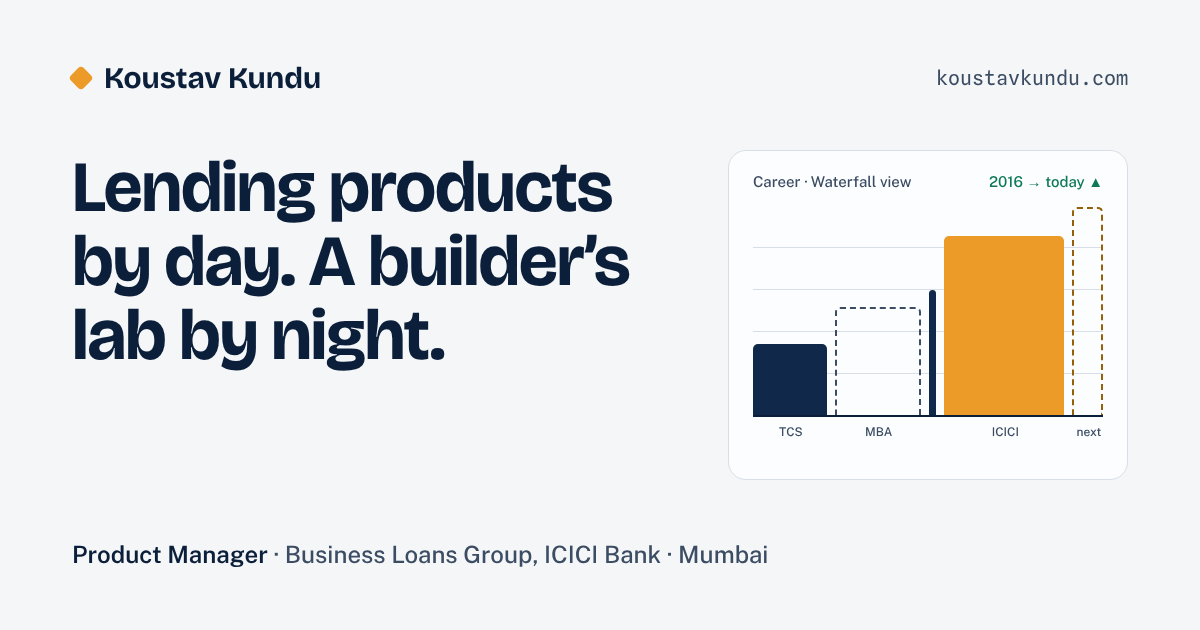 Koustav Kundu
koustavkundu.com
Lending products
by day. A builder’s
lab by night.
Career · Waterfall view
2016 → today ▲
TCS
MBA
ICICI
next
Product Manager · Business Loans Group, ICICI Bank · Mumbai